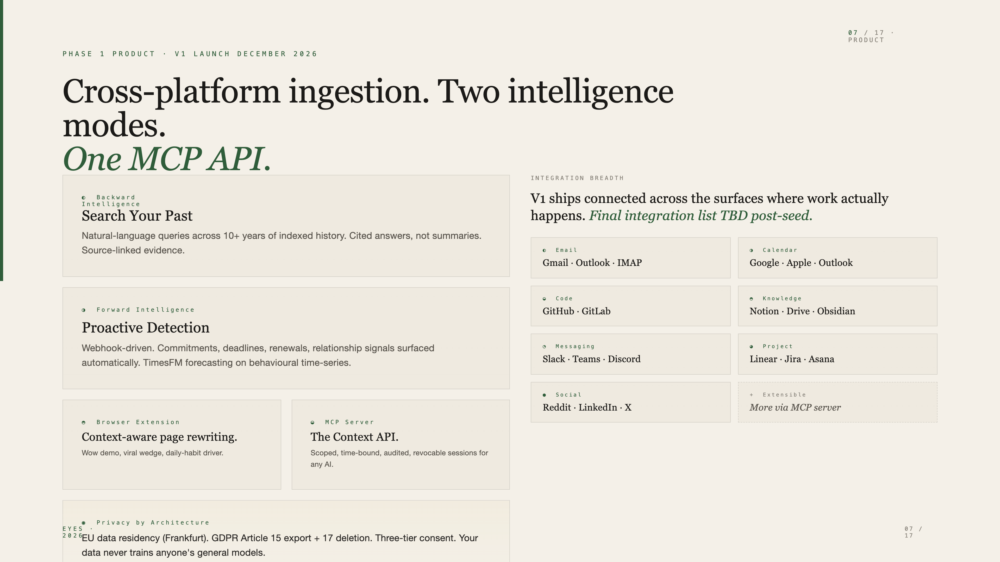 07 / 17 ·
PRODUCT
PHASE 1 PRODUCT · V1 LAUNCH DECEMBER 2026
Cross-platform ingestion. Two intelligence
modes.
One MCP API.
◐ Backward
Intelligence
Search Your Past
Natural-language queries across 10+ years of indexed history. Cited answers, not summaries.
Source-linked evidence.
◑ Forward Intelligence
Proactive Detection
Webhook-driven. Commitments, deadlines, renewals, relationship signals surfaced
automatically. TimesFM forecasting on behavioural time-series.
◓ Browser Extension
Context-aware page rewriting.
Wow demo, viral wedge, daily-habit driver.
◒ MCP Server
The Context API.
Scoped, time-bound, audited, revocable sessions for
any AI.
◉ Privacy by Architecture
EU data residency (Frankfurt). GDPR Article 15 export + 17 deletion. Three-tier consent. Your
data never trains anyone's general models.
INTEGRATION BREADTH
V1 ships connected across the surfaces where work actually
happens. Final integration list TBD post-seed.
◐ Email
Gmail · Outlook · IMAP
◑ Calendar
Google · Apple · Outlook
◒ Code
GitHub · GitLab
◓ Knowledge
Notion · Drive · Obsidian
◔ Messaging
Slack · Teams · Discord
◕ Project
Linear · Jira · Asana
● Social
Reddit · LinkedIn · X
+ Extensible
More via MCP server
EYES ·
2026
07 /
17